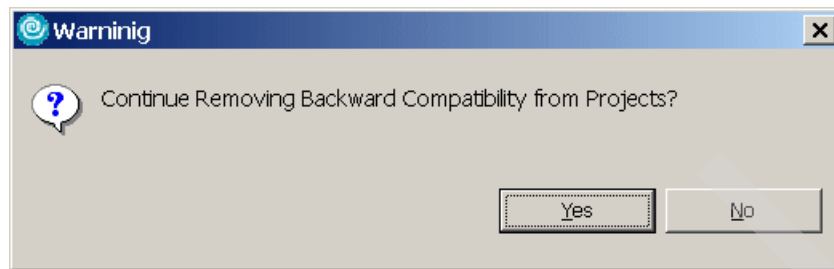 Warninig
Continue Removing Backward Compatibility from Projects?
Yes
No